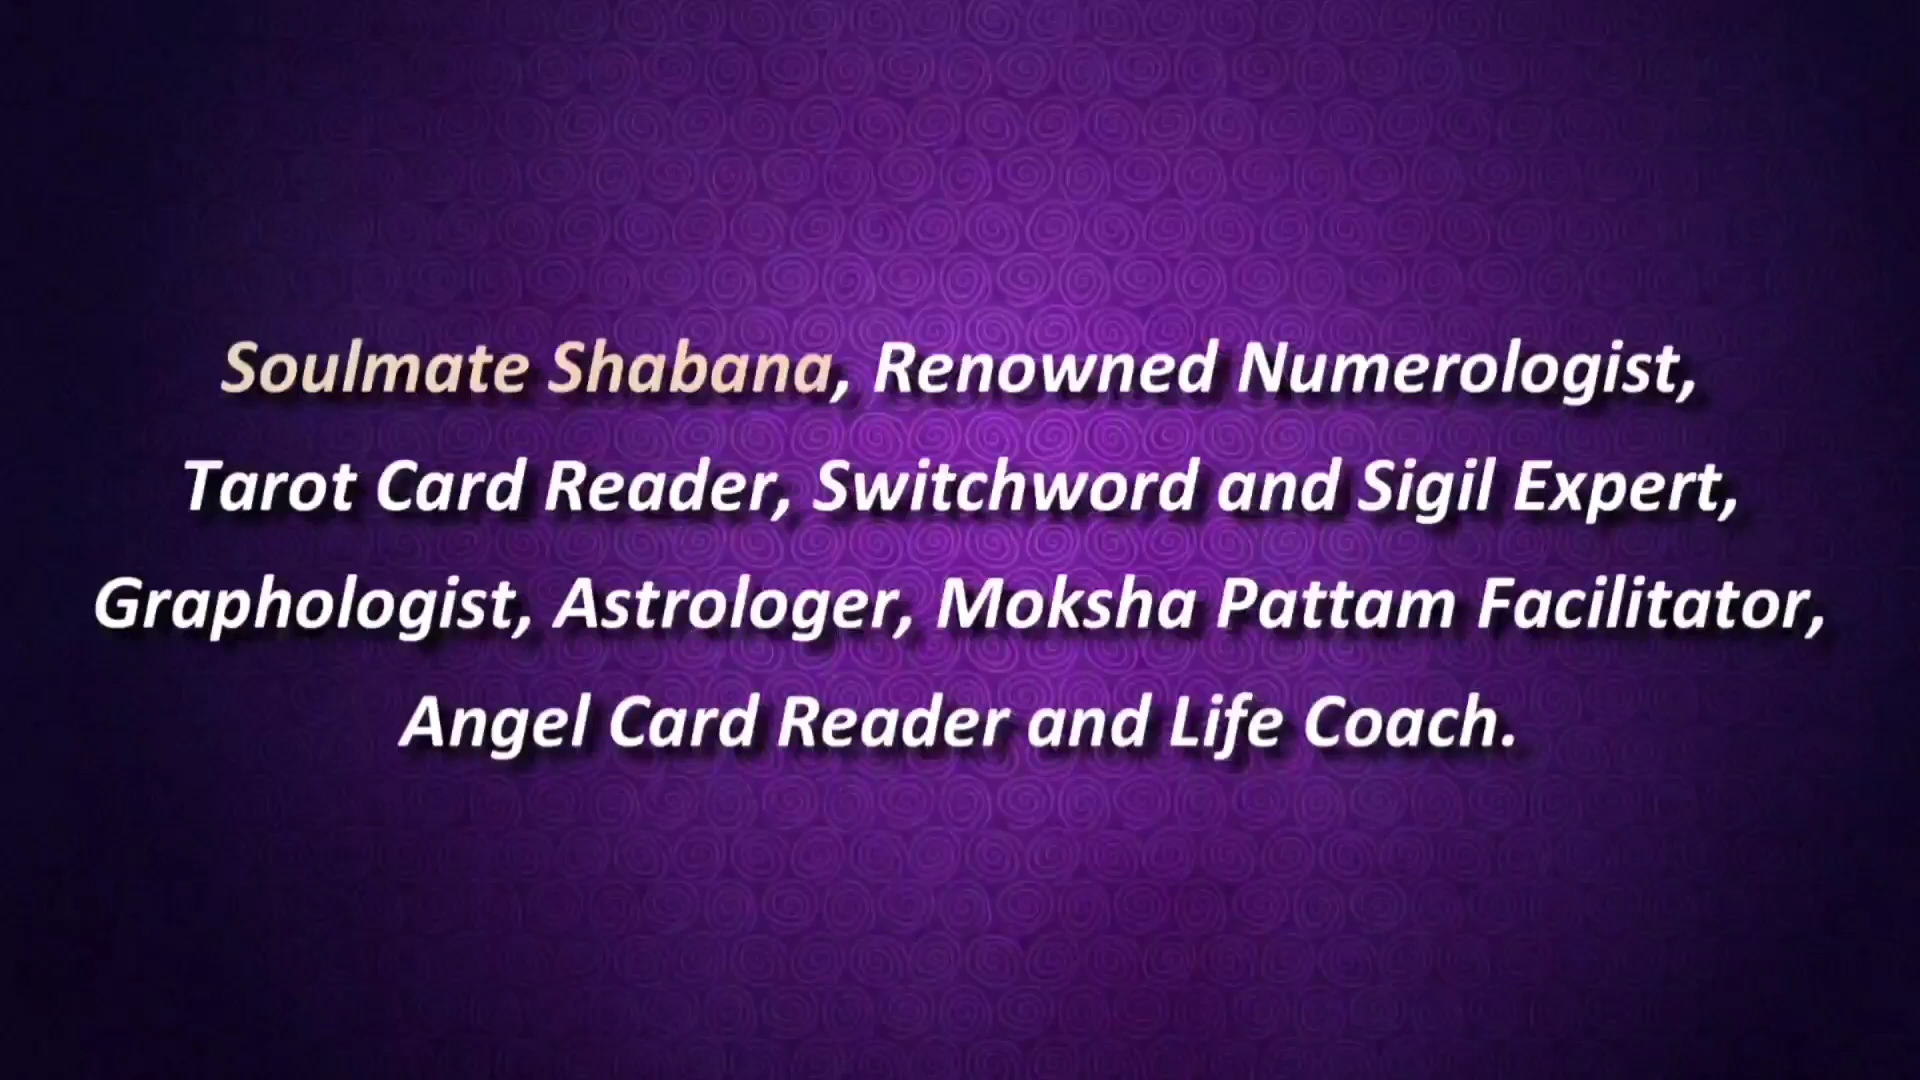 Soulmate Shabana, Renowned Numerologist,
Tarot Card Reader, Switchword and Sigil Expert,
Graphologist, Astrologer, Moksha Pattam Facilitator,
Angel Card Reader and Life Coach.